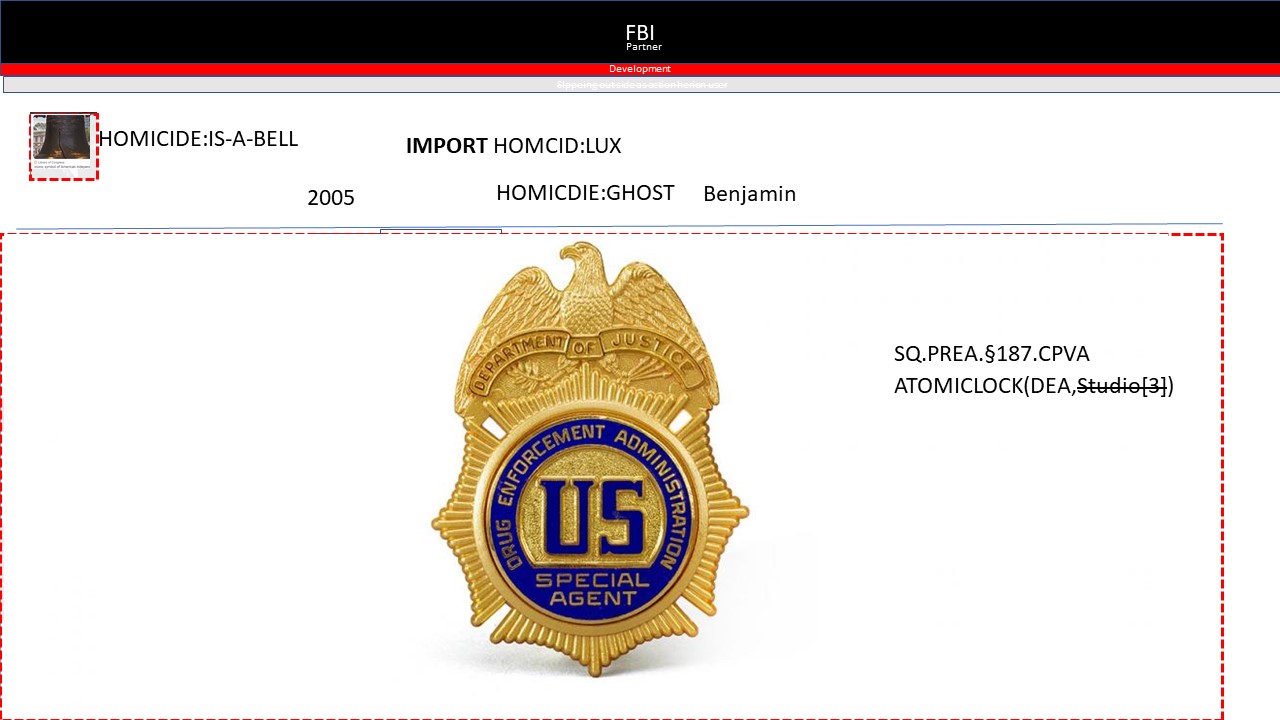 FBI
Partner
Development
HOMICIDE:IS-A-BELL
IMPORT HOMCID:LUX
2005
HOMICDIE:GHOST
Benjamin
DEPARTMENT OF JUSTICE
SQ.PREA.§187.CPVA
ATOMICLOCK(DEA,Studio[3])
DRUG ENFORCEMENT ADMINISTRATION
US
SPECIAL
AGENT